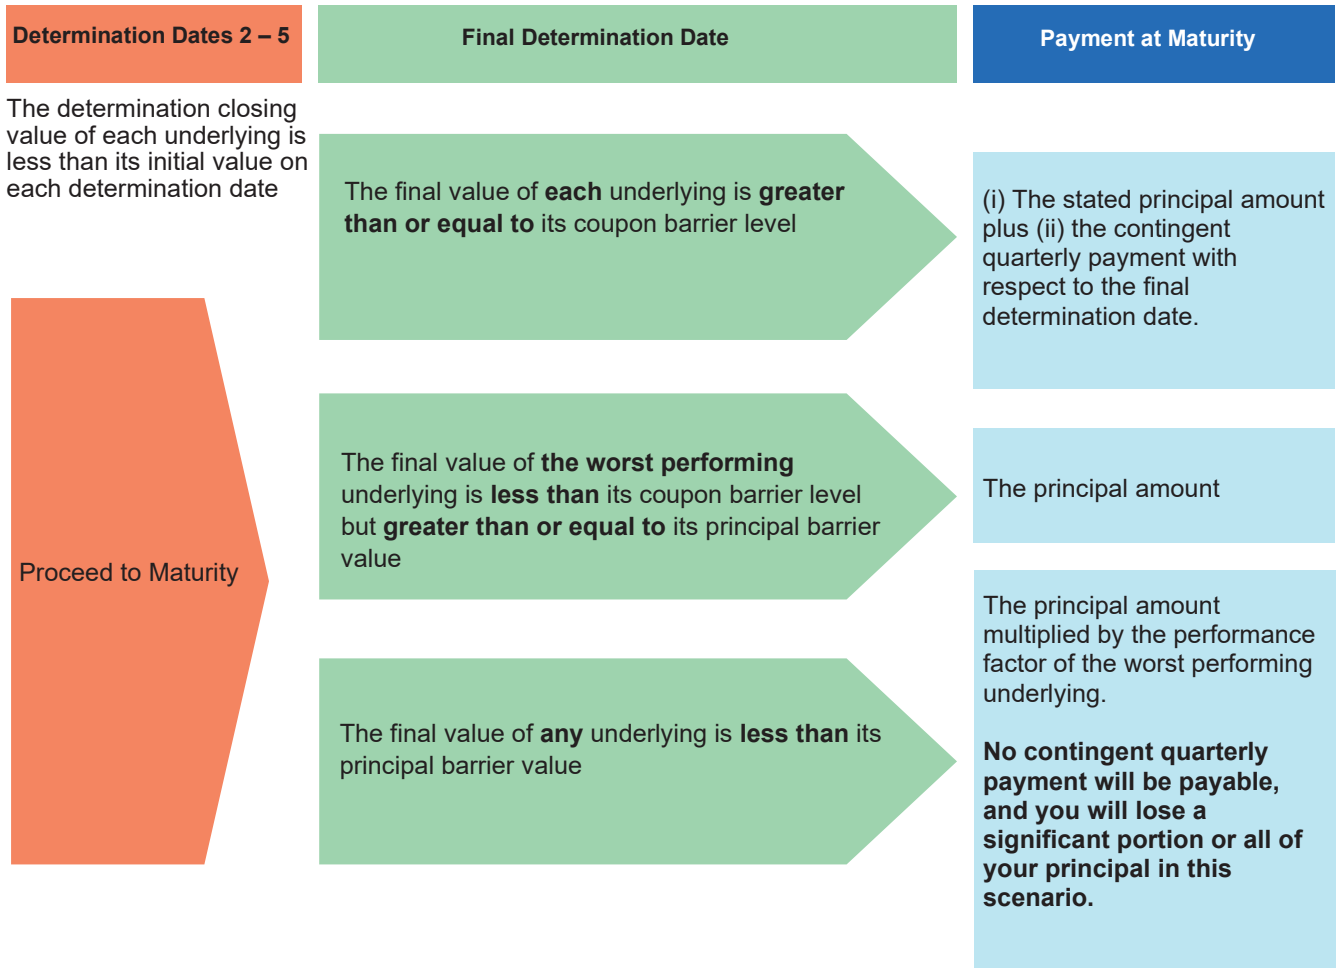 Determination Dates 2 – 5
Final Determination Date
Payment at Maturity
The determination closing
value of each underlying is
less than its initial value on
each determination date
Proceed to Maturity
The final value of each underlying is greater
than or equal to its coupon barrier level
(i) The stated principal amount
plus (ii) the contingent
quarterly payment with
respect to the final
determination date.
The final value of the worst performing
underlying is less than its coupon barrier level
but greater than or equal to its principal barrier
value
The principal amount
The final value of any underlying is less than its
principal barrier value
The principal amount
multiplied by the performance
factor of the worst performing
underlying.
No contingent quarterly
payment will be payable,
and you will lose a
significant portion or all of
your principal in this
scenario.